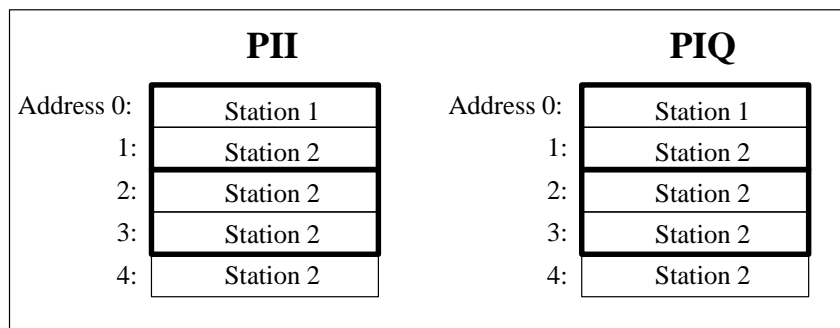 PII PIQ
Address 0: Station 1 Address 0: Station 1
1: Station 2 1: Station 2
2: Station 2 2: Station 2
3: Station 2 3: Station 2
4: Station 2 4: Station 2